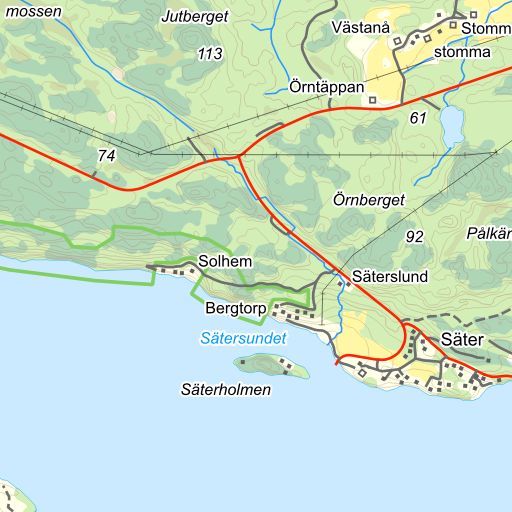 mossen
Jutberget
Västanå
Stomm
stomma
113
Örntäppan
61
74
Örnberget
92
Pålkär
Solhem
Säterslund
Bergtorp
Sätersundet
Säter
Säterholmen